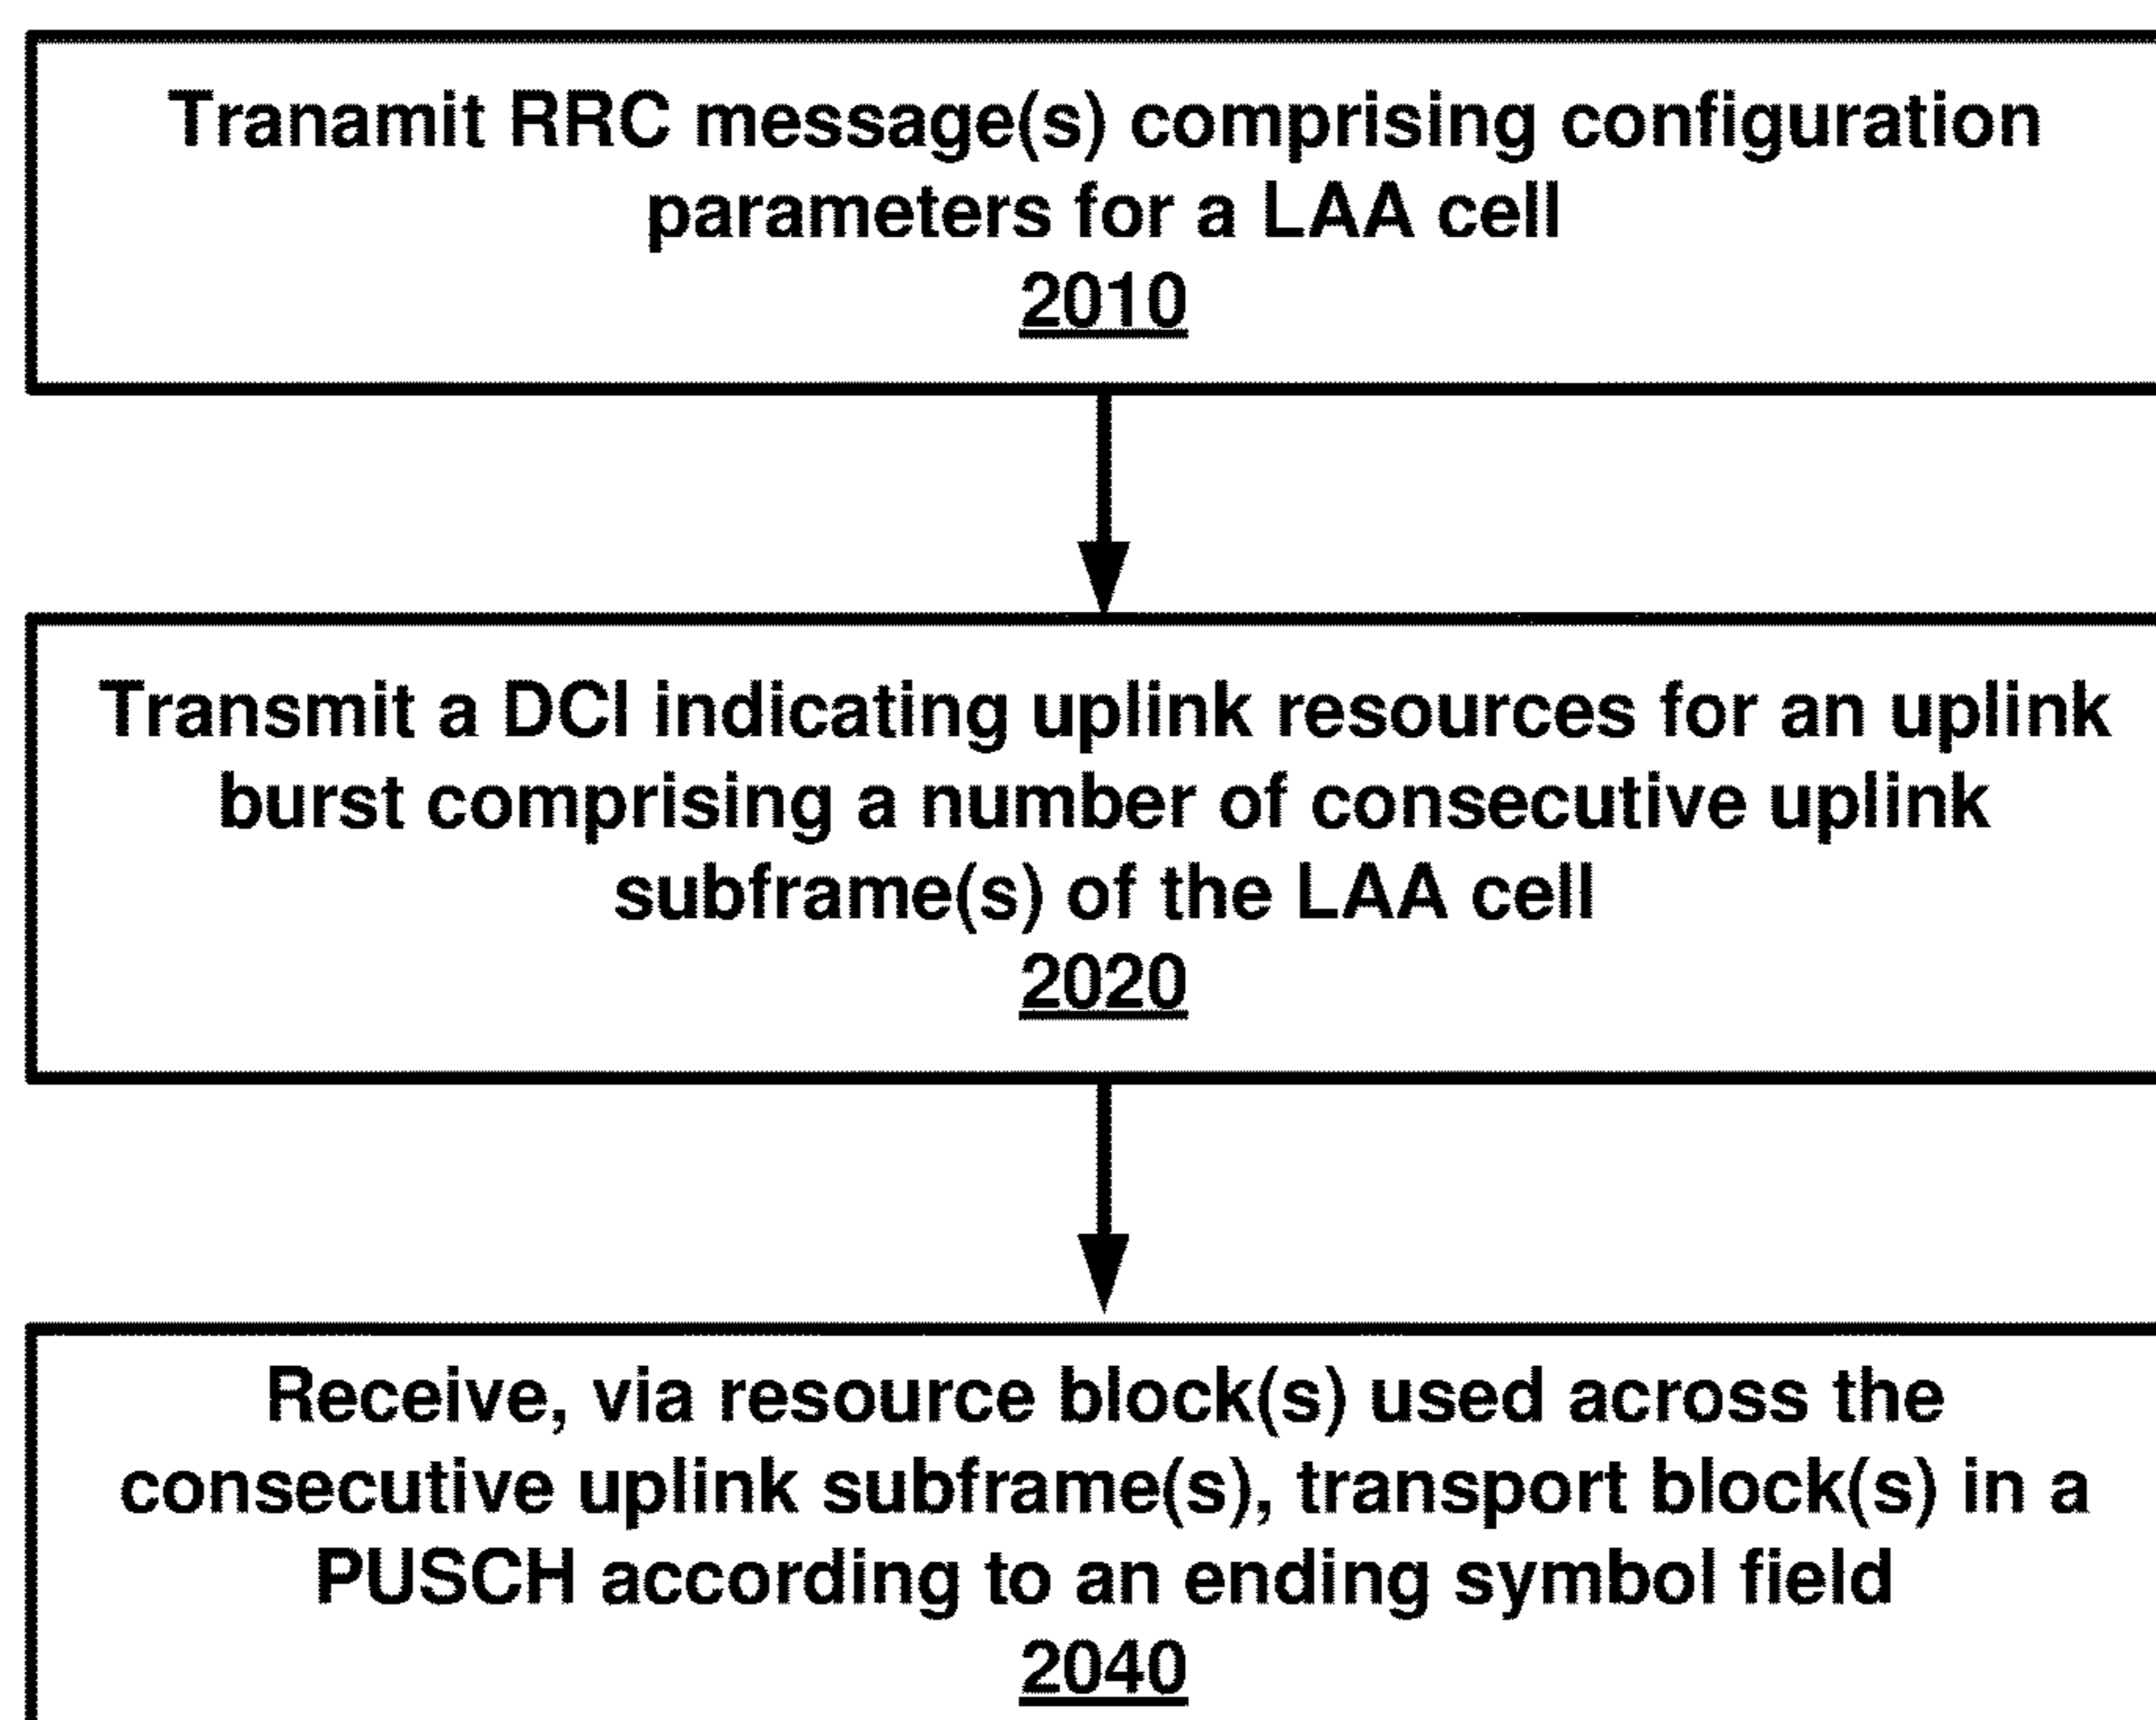 Tranamit RRC message(s) comprising configuration
parameters for a LAA cell
2010
Transmit a DCI indicating uplink resources for an uplink
burst comprising a number of consecutive uplink
subframe(s) of the LAA cell
2020
Receive, via resource block(s) used across the
consecutive uplink subframe(s), transport block(s) in a
PUSCH according to an ending symbol field
2040